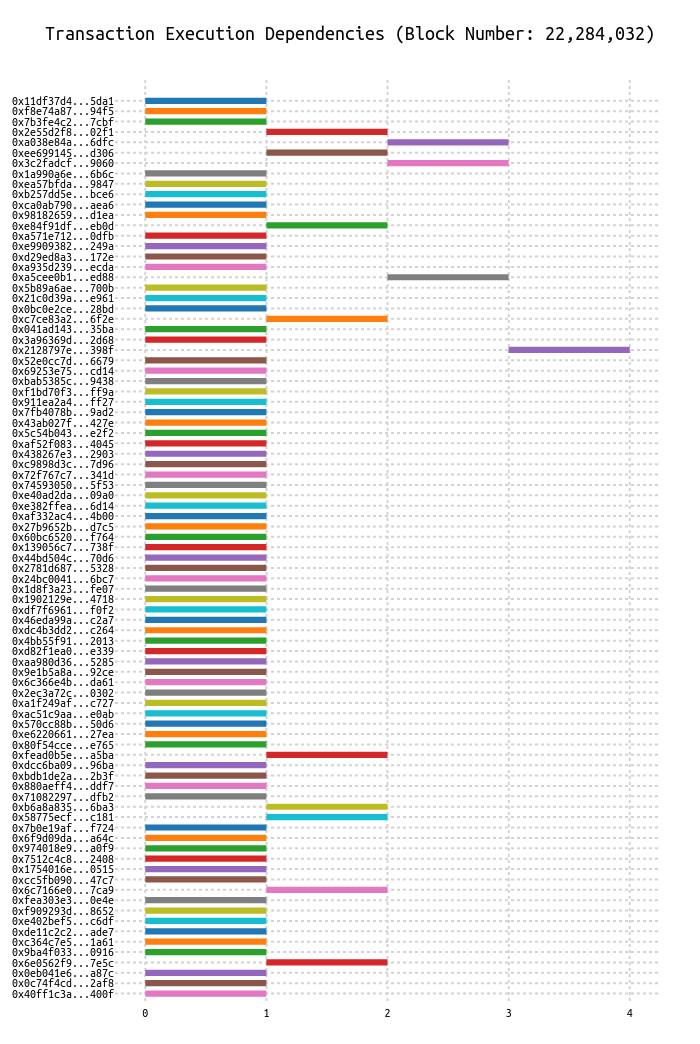 Transaction Execution Dependencies (Block Number: 22,284,032)
0x11df37d4...5da1
0xf8e74a87...94f5
0x7b3fe4c2...7cbf
0x2e55d2f8...02f1
0xa038e84a...6dfc
0xee699145...d306
0x3c2fadcf...9060
0x1a990a6e...6b6c
0xea57bfda...9847
0xb257dd5e...bce6
0xca0ab790...aea6
0x98182659...d1ea
0xe84f91df...eb0d
0xa571e712...0dfb
0xe9909382...249a
0xd29ed8a3...172e
0xa935d239...ecda
0xa5cee0b1...ed88
0x5b89a6ae...700b
0x21c0d39a...e961
0x0bc0e2ce...28bd
0xc7ce83a2...6f2e
0x041ad143...35ba
0x3a96369d...2d68
0x2128797e...398f
0x52e0cc7d...6679
0x69253e75...cd14
0xbab5385c...9438
0xf1bd70f3...ff9a
0x911ea2a4...ff27
0x7fb4078b...9ad2
0x43ab027f...427e
0x5c54b043...e2f2
0xaf52f083...4045
0x438267e3...2903
0xc9898d3c...7d96
0x72f767c7...341d
0x74593050...5f53
0xe40ad2da...09a0
0xe382ffea...6d14
0xaf332ac4...4b00
0x27b9652b...d7c5
0x60bc6520...f764
0x139056c7...738f
0x44bd504c...70d6
0x2781d687...5328
0x24bc0041...6bc7
0x1d8f3a23...fe07
0x1902129e...4718
0xdf7f6961...f0f2
0x46eda99a...c2a7
0xdc4b3dd2...c264
0x4bb55f91...2013
0xd82f1ea0...e339
0xaa980d36...5285
0x9e1b5a8a...92ce
0x6c366e4b...da61
0x2ec3a72c...0302
0xa1f249af...c727
0xac51c9aa...e0ab
0x570cc88b...50d6
0xe6220661...27ea
0x80f54cce...e765
0xfead0b5e...a5ba
0xdcc6ba09...96ba
0xbdb1de2a...2b3f
0x880aeff4...ddf7
0x71082297...dfb2
0xb6a8a835...6ba3
0x58775ecf...c181
0x7b0e19af...f724
0x6f9d09da...a64c
0x974018e9...a0f9
0x7512c4c8...2408
0x1754016e...0515
0xcc5fb090...47c7
0x6c7166e0...7ca9
0xfea303e3...0e4e
0xf909293d...8652
0xe402bef5...c6df
0xde11c2c2...ade7
0xc364c7e5...1a61
0x9ba4f033...0916
0x6e0562f9...7e5c
0x0eb041e6...a87c
0x0c74f4cd...2af8
0x40ff1c3a...400f
0 1 2 3 4